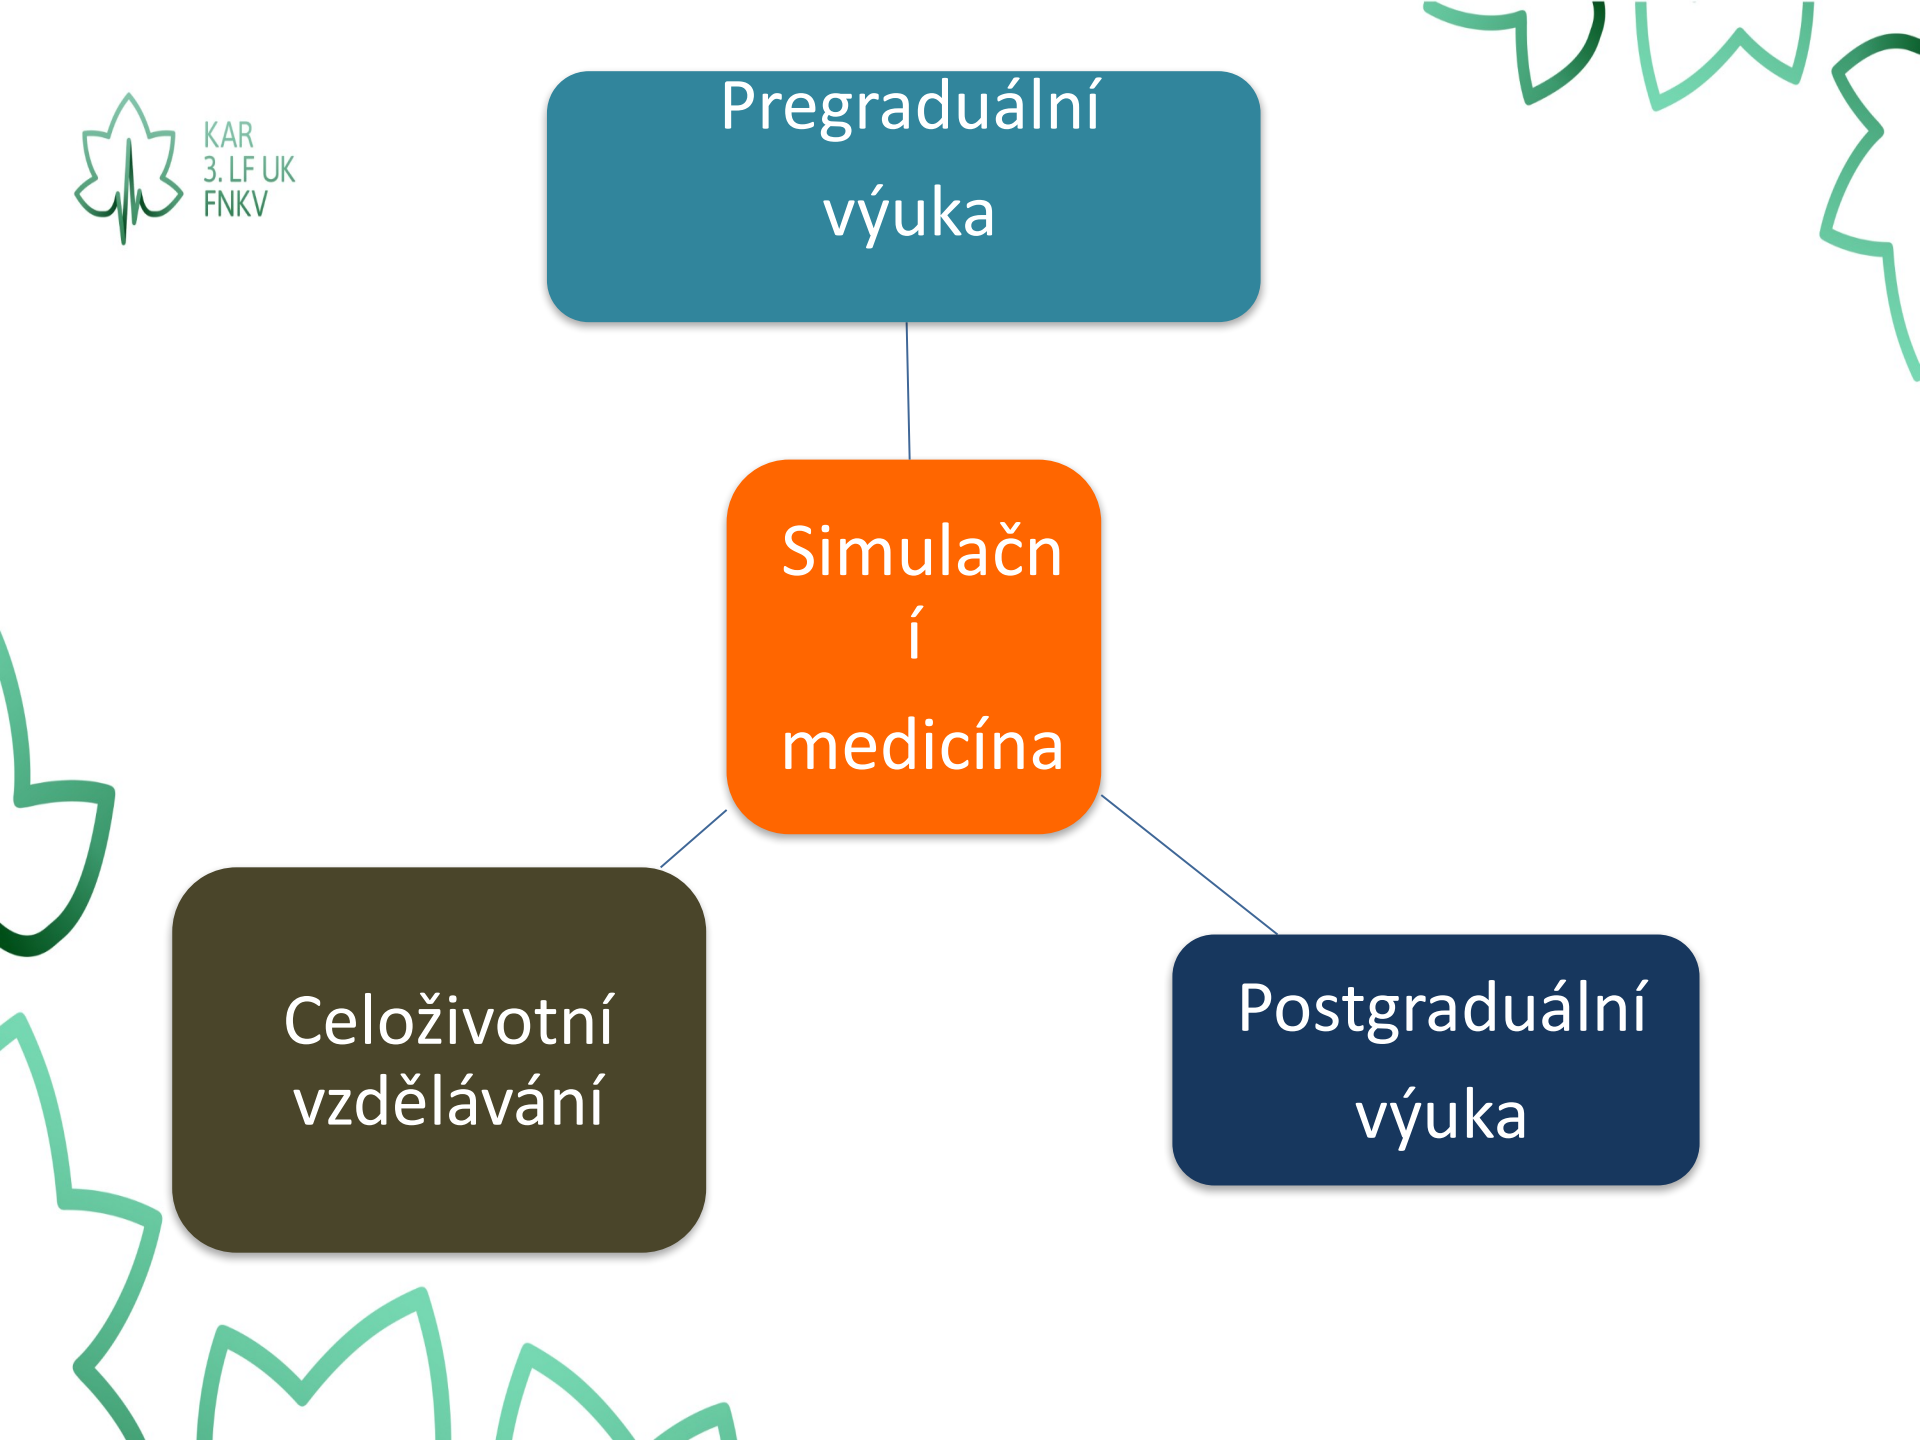 KAR
3. LF UK
FNKV
Pregraduální
výuka
Simulačn
í
medicína
Celoživotní
vzdělávání
Postgraduální
výuka